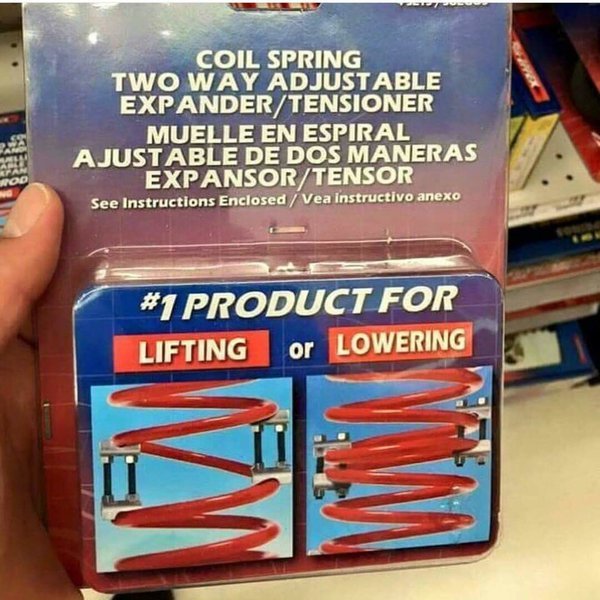 COIL SPRING
TWO WAY ADJUSTABLE
EXPANDER/TENSIONER
MUELLE EN ESPIRAL
AJUSTABLE DE DOS MANERAS
EXPANSOR/TENSOR
See Instructions Enclosed / Vea instructivo anexo
#1 PRODUCT FOR
LIFTING or LOWERING